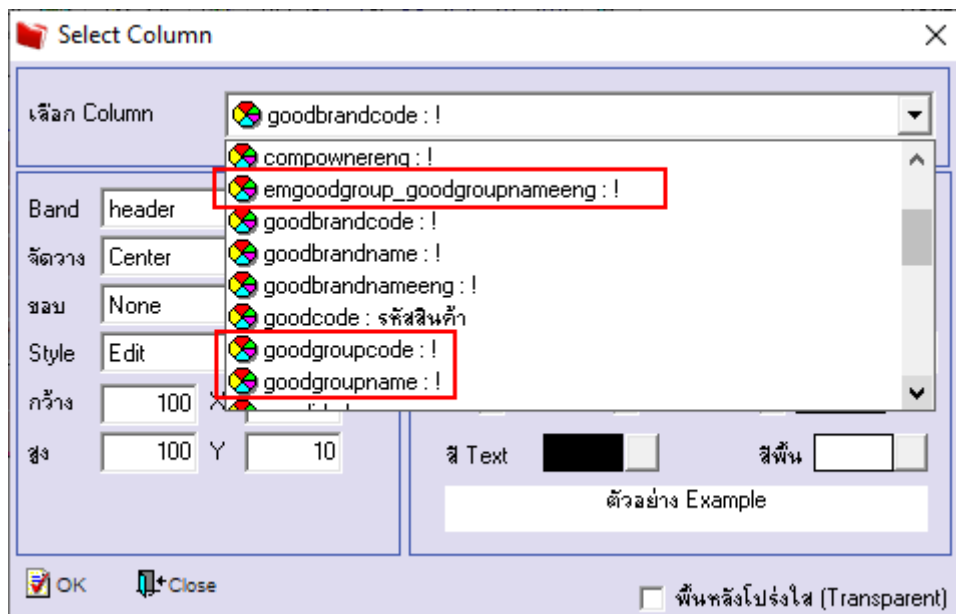 Select Column
เลือก Column
goodbrandcode : !
compownereng : !
emgoodgroup_goodgroupnameeng : !
goodbrandcode : !
goodbrandname : !
goodbrandnameeng : !
goodcode : รหัสสินค้า
goodgroupcode : !
goodgroupname : !
Band header
จัดวาง Center
ขอบ None
Style Edit
กว้าง 100 X
สูง 100 Y 10
สี Text
สีพื้น
ตัวอย่าง Example
OK
Close
พื้นหลังโปร่งใส (Transparent)